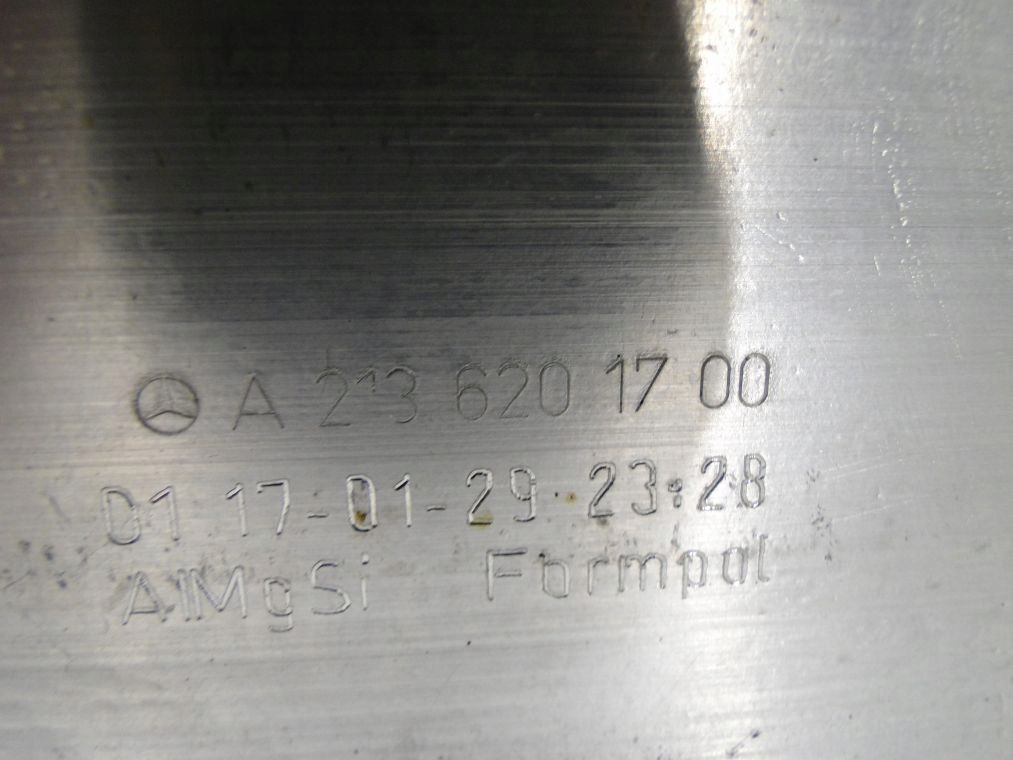 A 213 620 17 00
01 17-01-29 23:28
AlMgSi Formpol